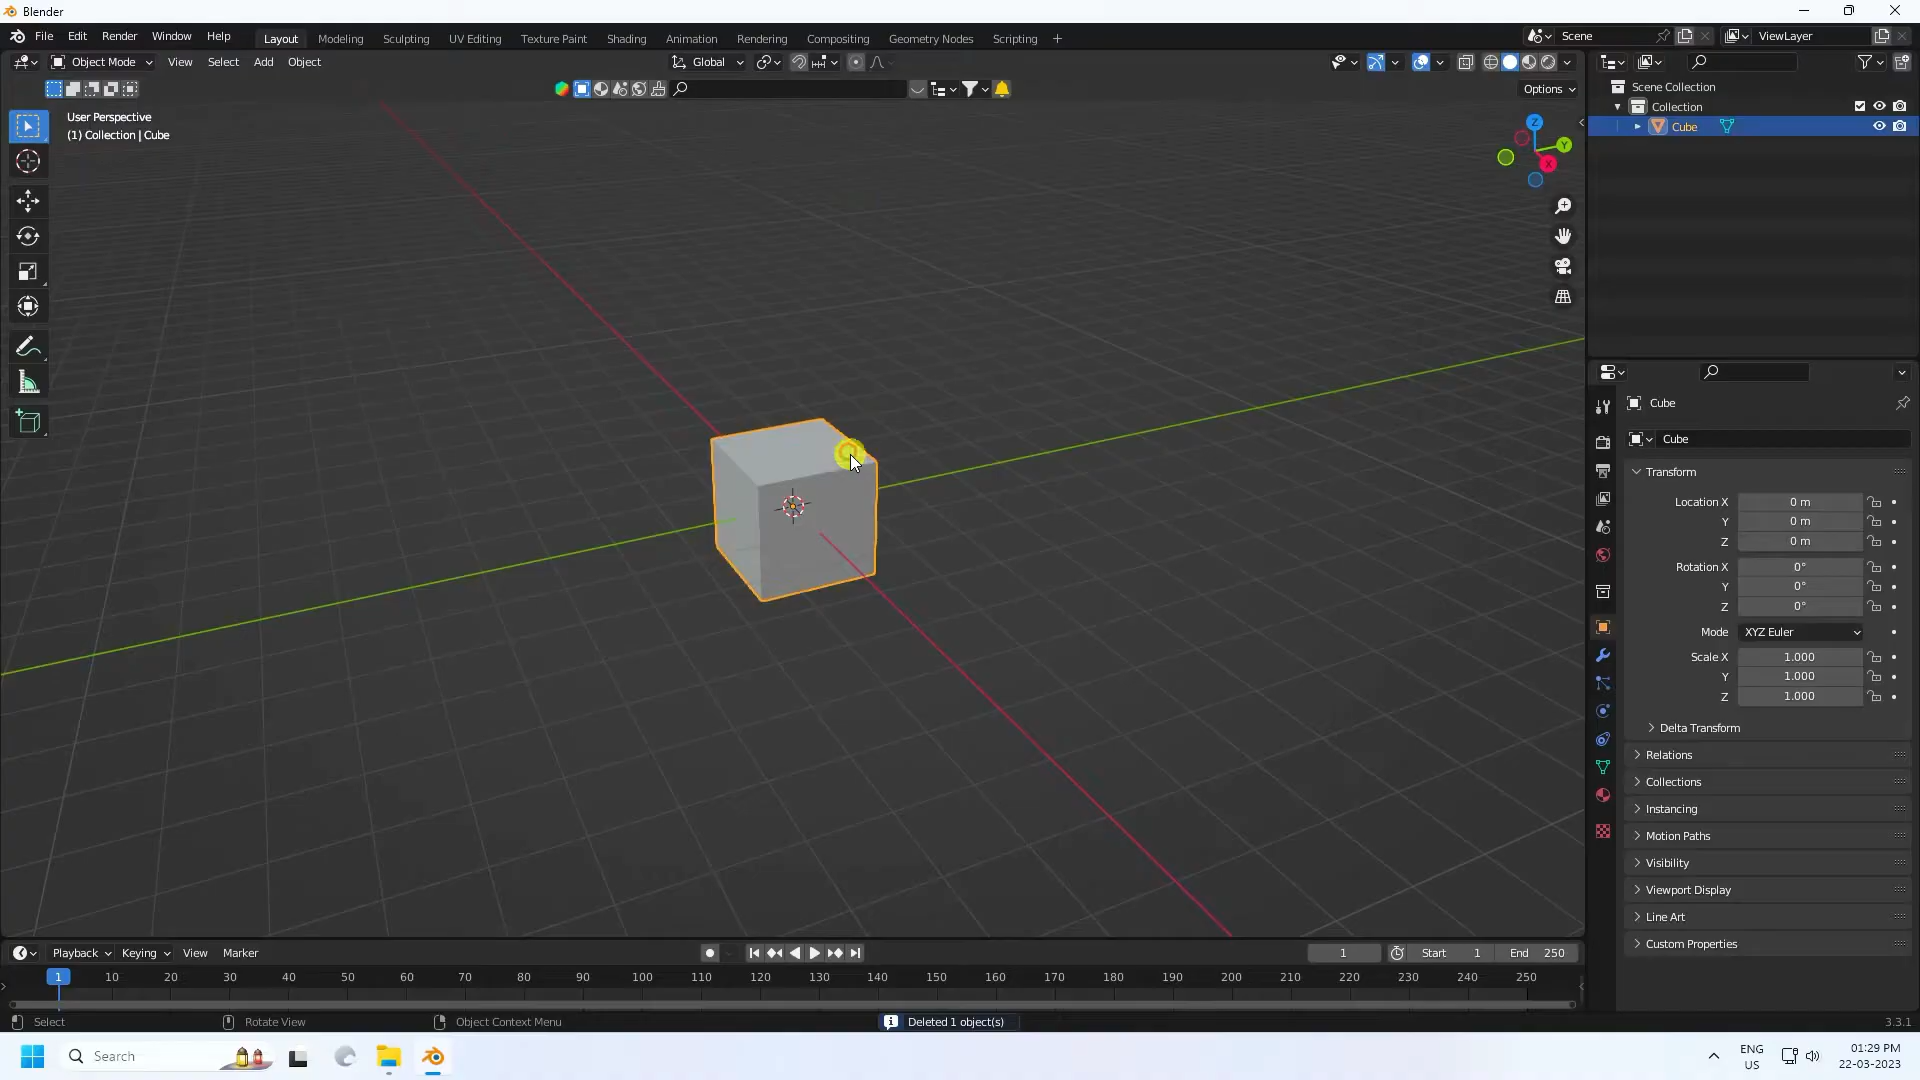 Blender
File Edit Render Window Help Layout Modeling Sculpting UV Editing Texture Paint Shading Animation Rendering Compositing Geometry Nodes Scripting + Scene ViewLayer
Object Mode View Select Add Object Global
Options
User Perspective
(1) Collection | Cube
Z
Y
X
Scene Collection
Collection
Cube
Cube
Cube
Transform
Location X 0 m
Y 0 m
Z 0 m
Rotation X 0°
Y 0°
Z 0°
Mode XYZ Euler
Scale X 1.000
Y 1.000
Z 1.000
Delta Transform
Relations
Collections
Instancing
Motion Paths
Visibility
Viewport Display
Line Art
Custom Properties
Playback Keying View Marker 1 Start 1 End 250
1 10 20 30 40 50 60 70 80 90 100 110 120 130 140 150 160 170 180 190 200 210 220 230 240 250
Select Rotate View Object Context Menu Deleted 1 object(s) 3.3.1
Search
ENG
US
01:29 PM
22-03-2023